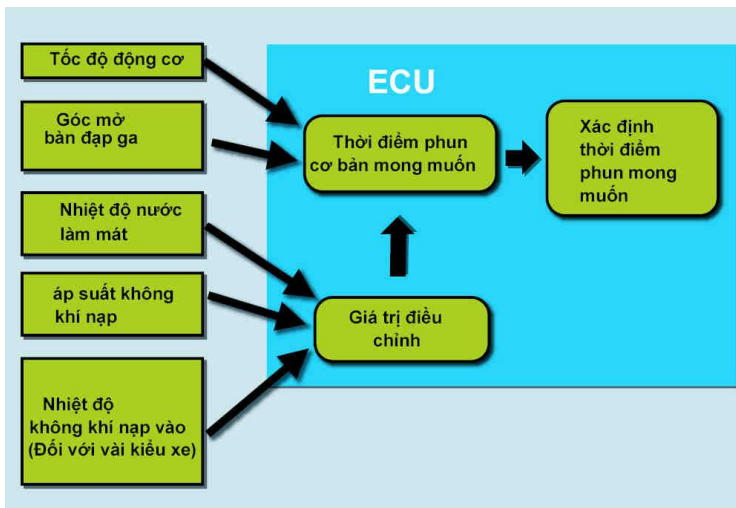 Tốc độ động cơ
Góc mở
bàn đạp ga
Nhiệt độ nước
làm mát
áp suất không
khí nạp
Nhiệt độ
không khí nạp vào
(Đối với vài kiểu xe)
ECU
Thời điểm phun
cơ bản mong muốn
Giá trị điều
chỉnh
Xác định
thời điểm
phun mong
muốn